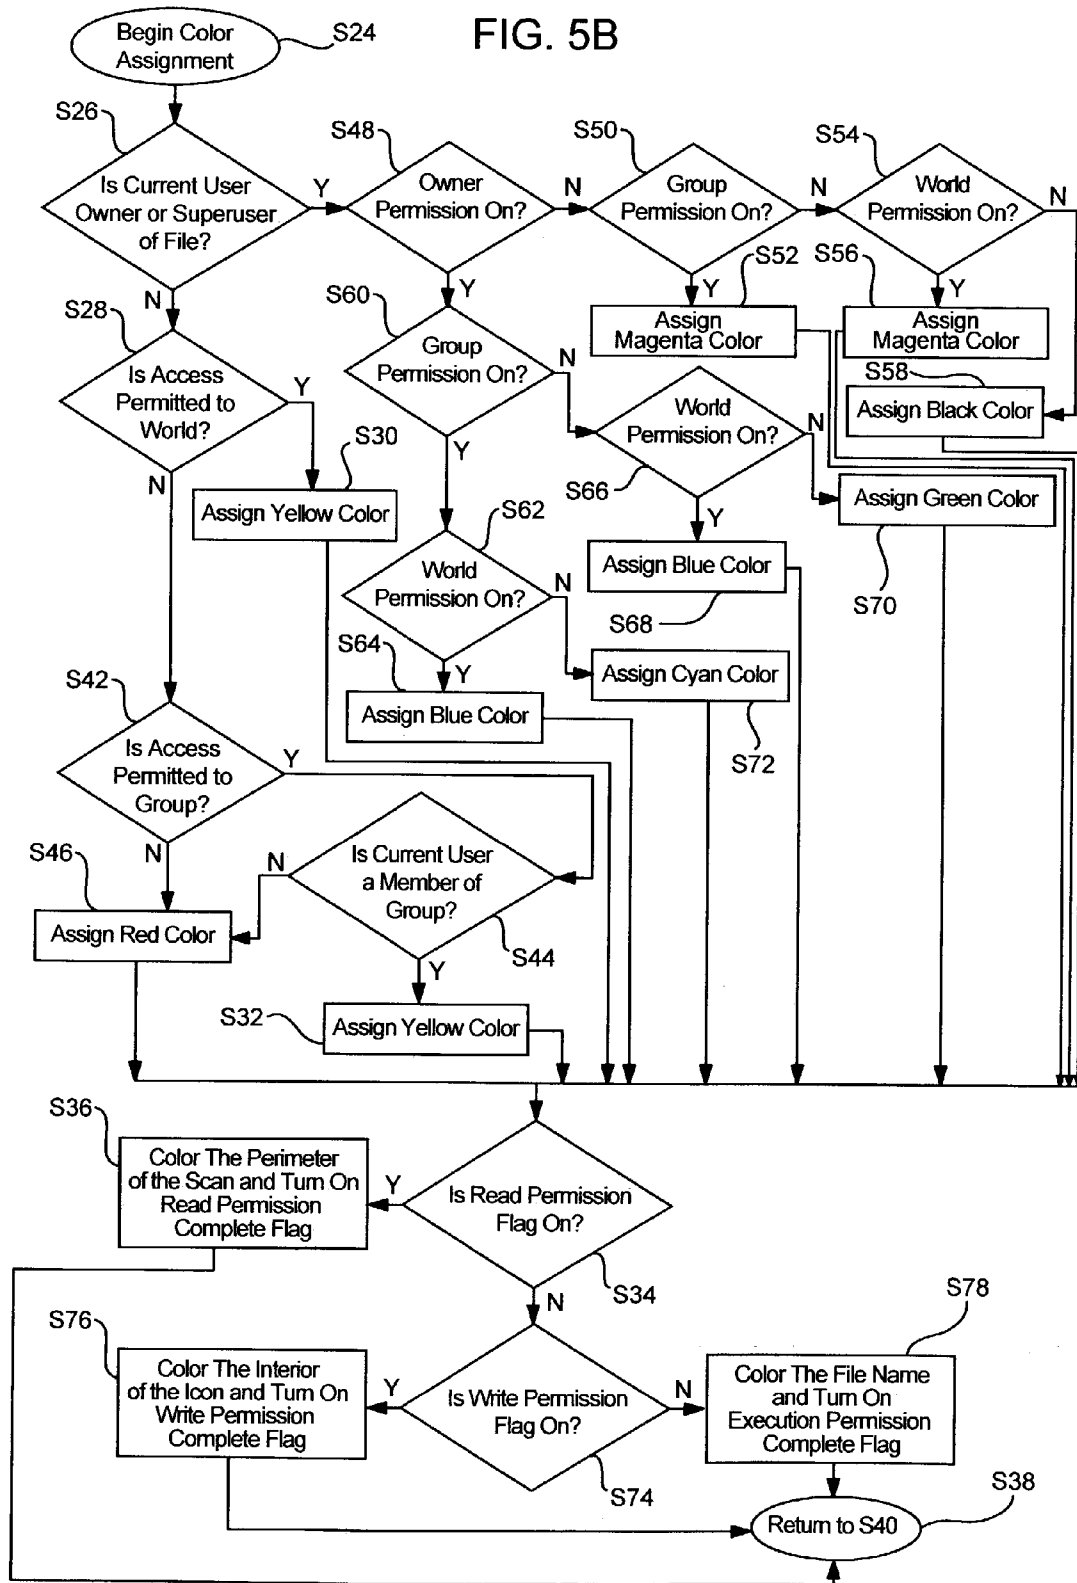 FIG. 5B
Begin Color
Assignment
S24
S26
Is Current User
Owner or Superuser
of File?
Y
N
S48
Owner
Permission On?
N
Y
S50
Group
Permission On?
N
Y
S54
World
Permission On?
N
Y
S52
Assign
Magenta Color
S56
Assign
Magenta Color
S58
Assign Black Color
S28
Is Access
Permitted to
World?
Y
N
S60
Group
Permission On?
N
Y
World
Permission On?
N
S66
Y
S30
Assign Yellow Color
S62
World
Permission On?
N
Y
Assign Green Color
S70
Assign Blue Color
S68
S64
Assign Blue Color
Assign Cyan Color
S72
S42
Is Access
Permitted to
Group?
Y
N
S46
Assign Red Color
N
Is Current User
a Member of
Group?
S44
Y
S32
Assign Yellow Color
S36
Color The Perimeter
of the Scan and Turn On
Read Permission
Complete Flag
Y
Is Read Permission
Flag On?
S34
N
S76
Color The Interior
of the Icon and Turn On
Write Permission
Complete Flag
Y
Is Write Permission
Flag On?
S74
N
S78
Color The File Name
and Turn On
Execution Permission
Complete Flag
S38
Return to S40